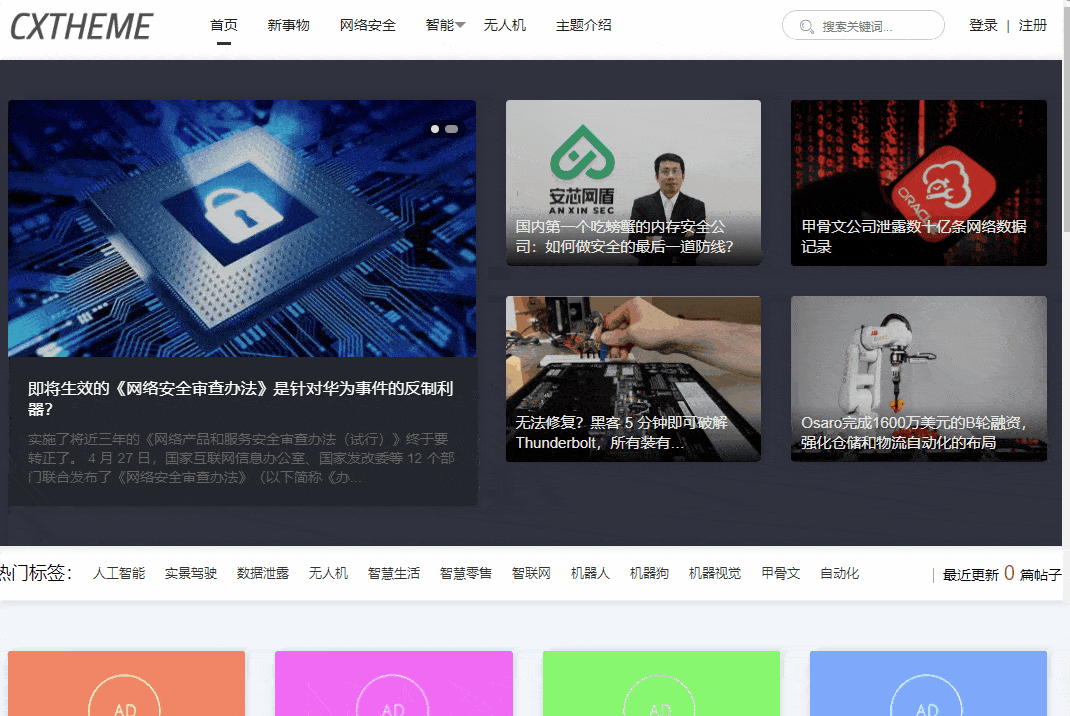 CXTHEME
首页 新事物 网络安全 智能 无人机 主题介绍
搜索关键词...
登录 | 注册
即将生效的《网络安全审查办法》是针对华为事件的反制利
器?
实施了将近三年的《网络产品和服务安全审查办法（试行）》终于要
转正了。 4 月 27 日，国家互联网信息办公室、国家发改委等 12 个部
门联合发布了《网络安全审查办法》（以下简称《办...
安芯网盾
AN XIN SEC
国内第一个吃螃蟹的内存安全公
司：如何做安全的最后一道防线？
ORACL
甲骨文公司泄露数十亿条网络数据
记录
无法修复？黑客 5 分钟即可破解
Thunderbolt，所有装有...
Osaro完成1600万美元的B轮融资，
强化仓储和物流自动化的布局
热门标签： 人工智能 实景驾驶 数据泄露 无人机 智慧生活 智慧零售 智联网 机器人 机器狗 机器视觉 甲骨文 自动化
| 最近更新 0 篇帖子
AD
AD
AD
AD